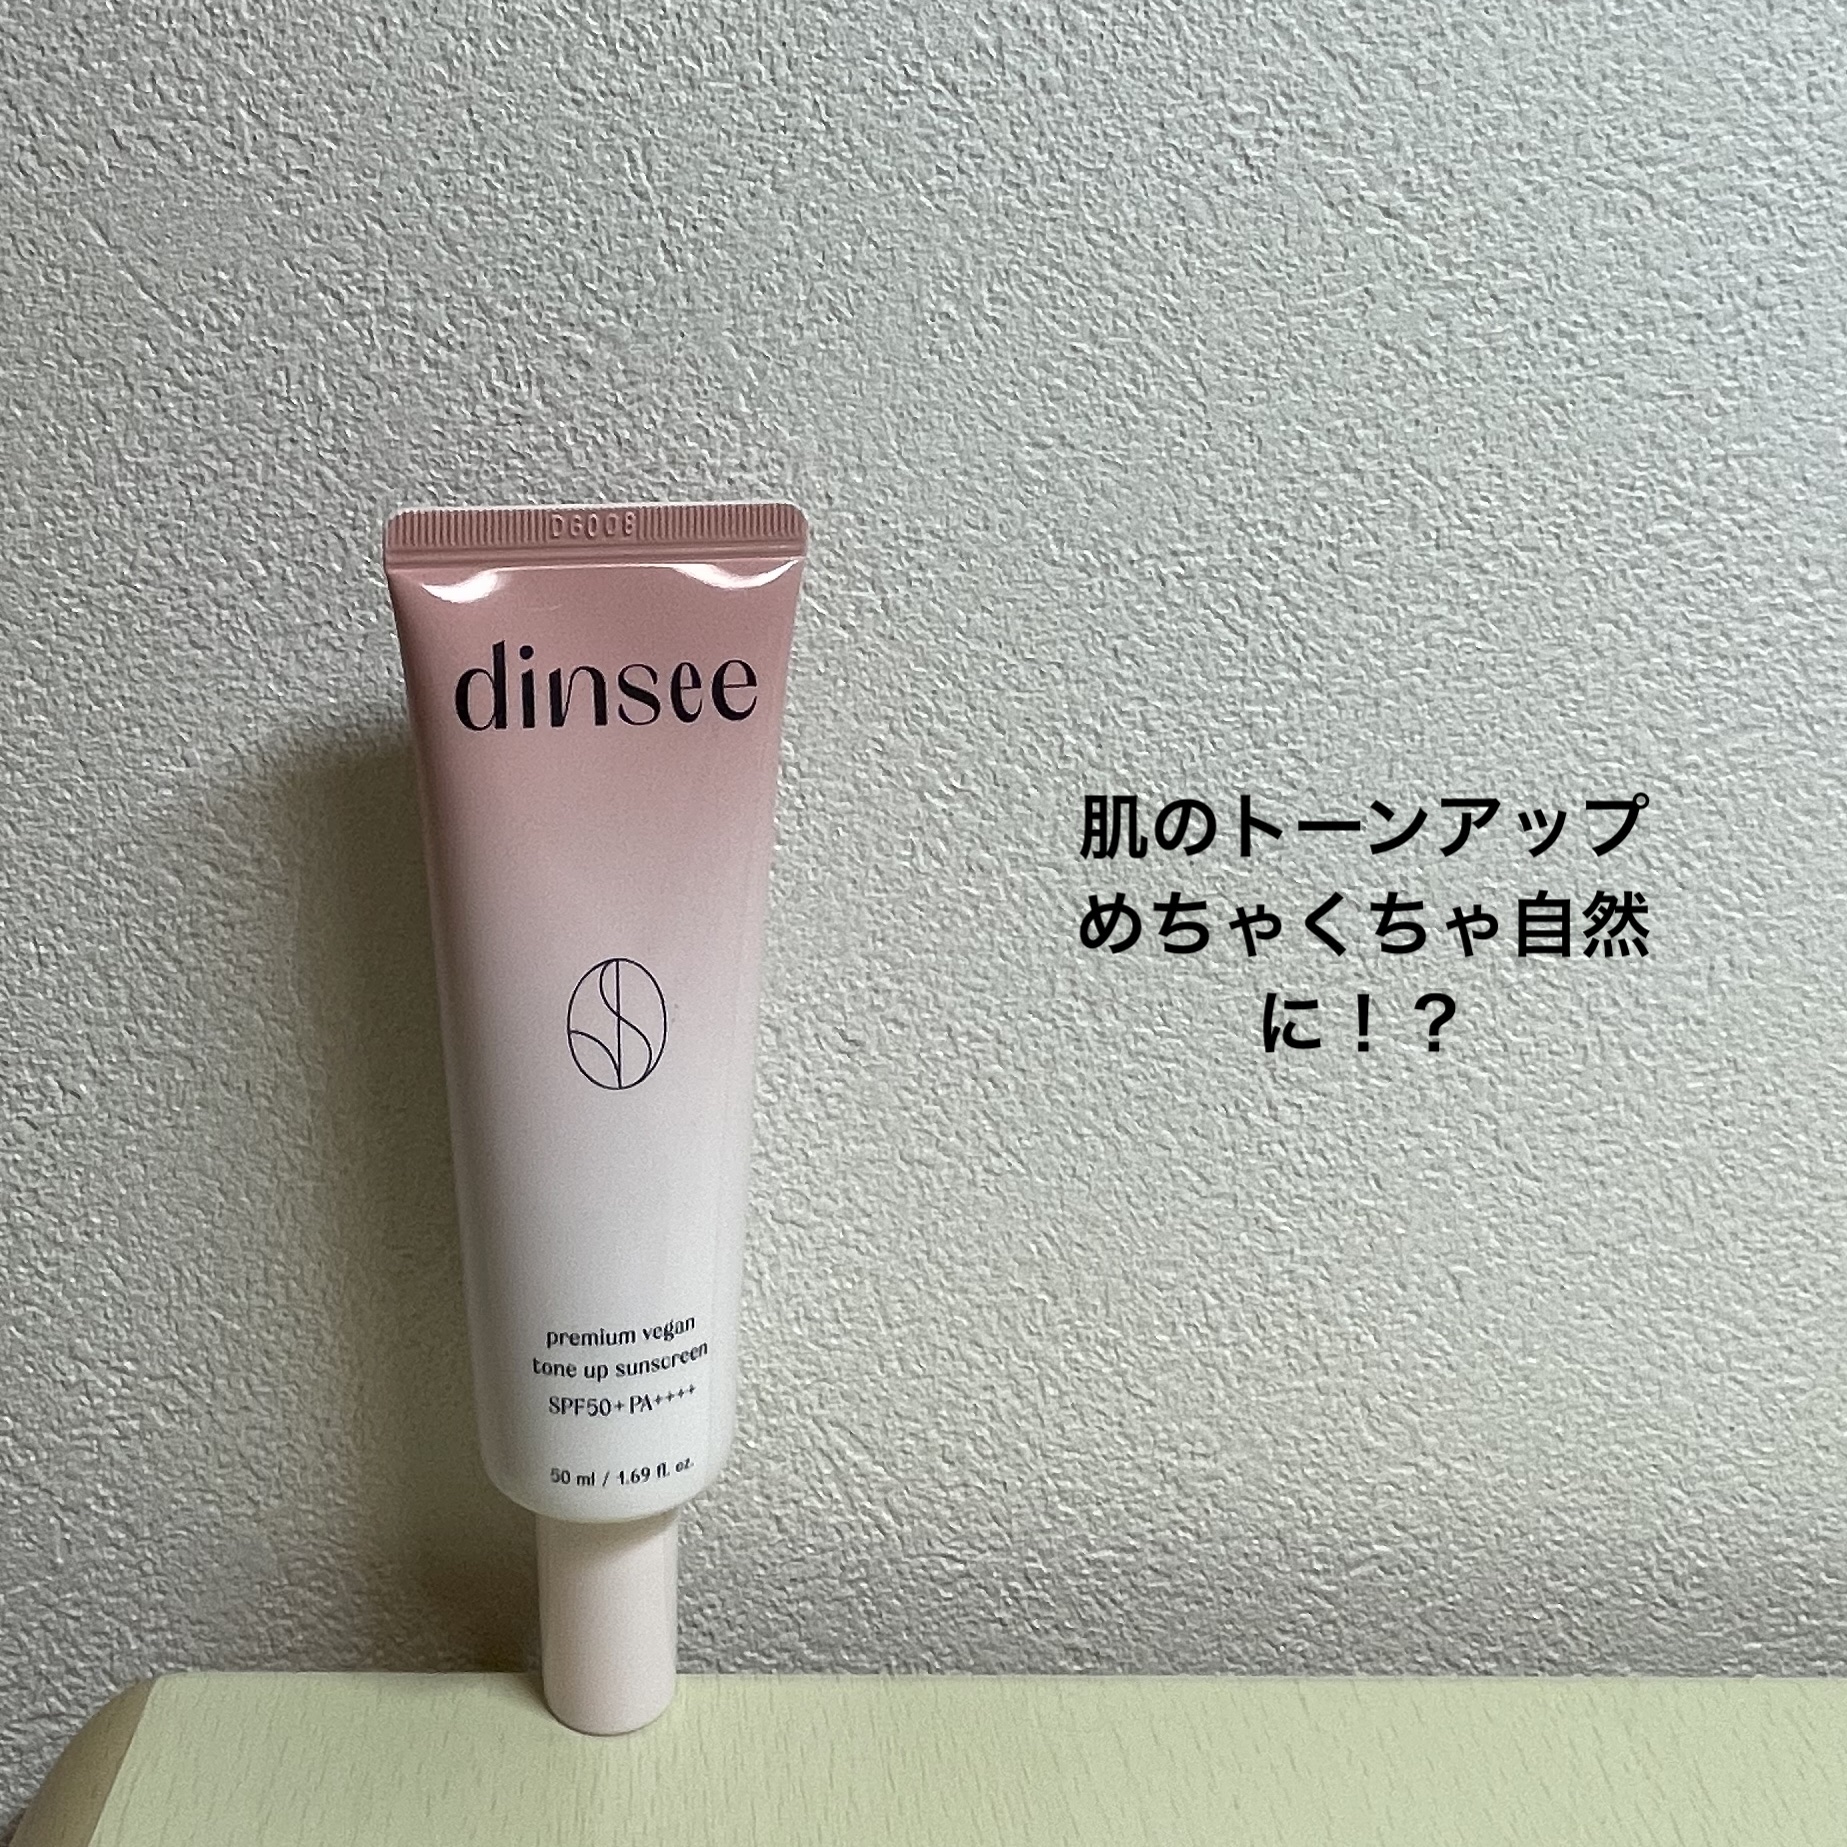 D6008
dinsee
肌のトーンアップ
めちゃくちゃ自然
に！？
premium vegan
tone up sunscreen
SPF50+ PA++++
50 ml / 1.69 fl. oz.